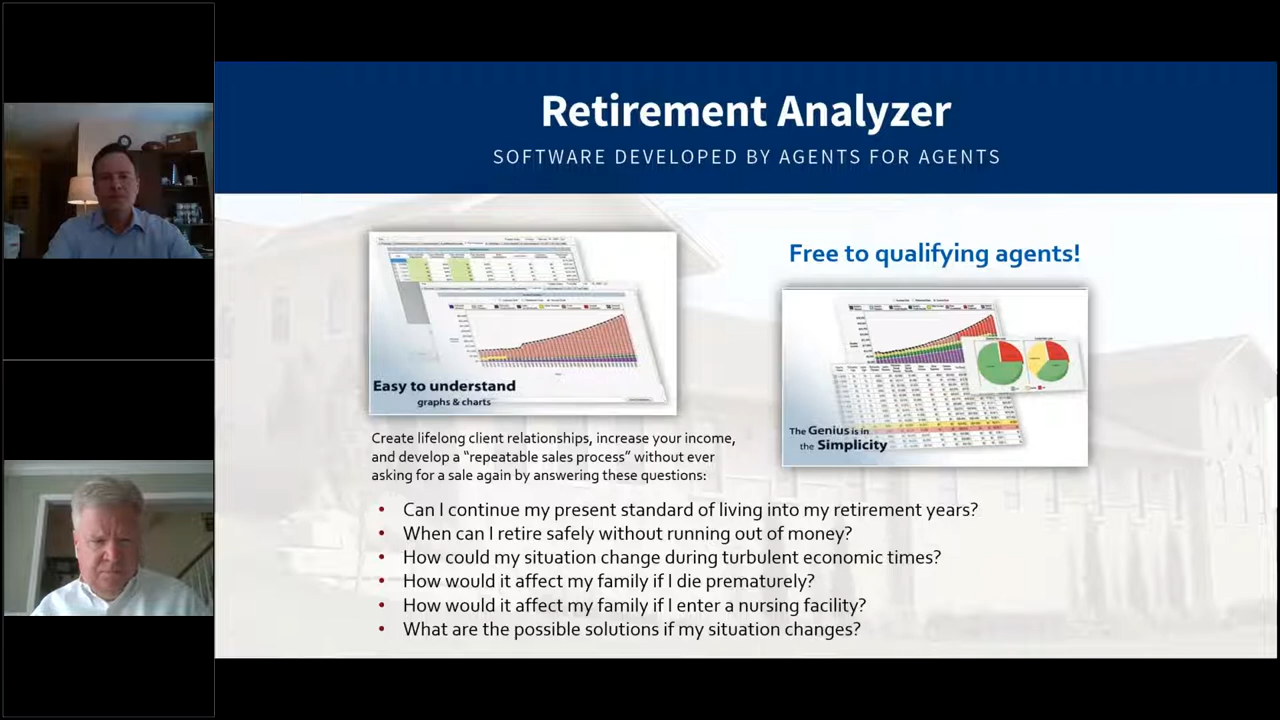 Retirement Analyzer
SOFTWARE DEVELOPED BY AGENTS FOR AGENTS
Easy to understand
graphs & charts
Free to qualifying agents!
The Genius is in
the Simplicity
Create lifelong client relationships, increase your income,
and develop a “repeatable sales process” without ever
asking for a sale again by answering these questions:
• Can I continue my present standard of living into my retirement years?
• When can I retire safely without running out of money?
• How could my situation change during turbulent economic times?
• How would it affect my family if I die prematurely?
• How would it affect my family if I enter a nursing facility?
• What are the possible solutions if my situation changes?